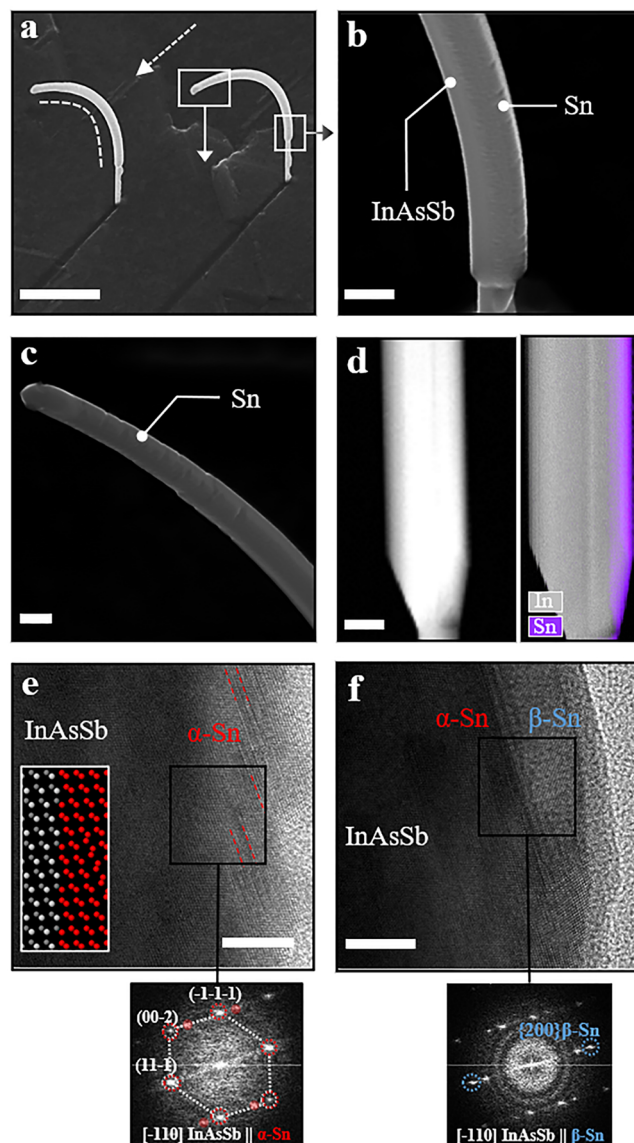 a
b
Sn
InAsSb
c
Sn
d
In
Sn
e
InAsSb
α-Sn
f
α-Sn
β-Sn
InAsSb
(-1-1-1)
(00-2)
(11-1)
[-110] InAsSb || α-Sn
{200}β-Sn
[-110] InAsSb || β-Sn